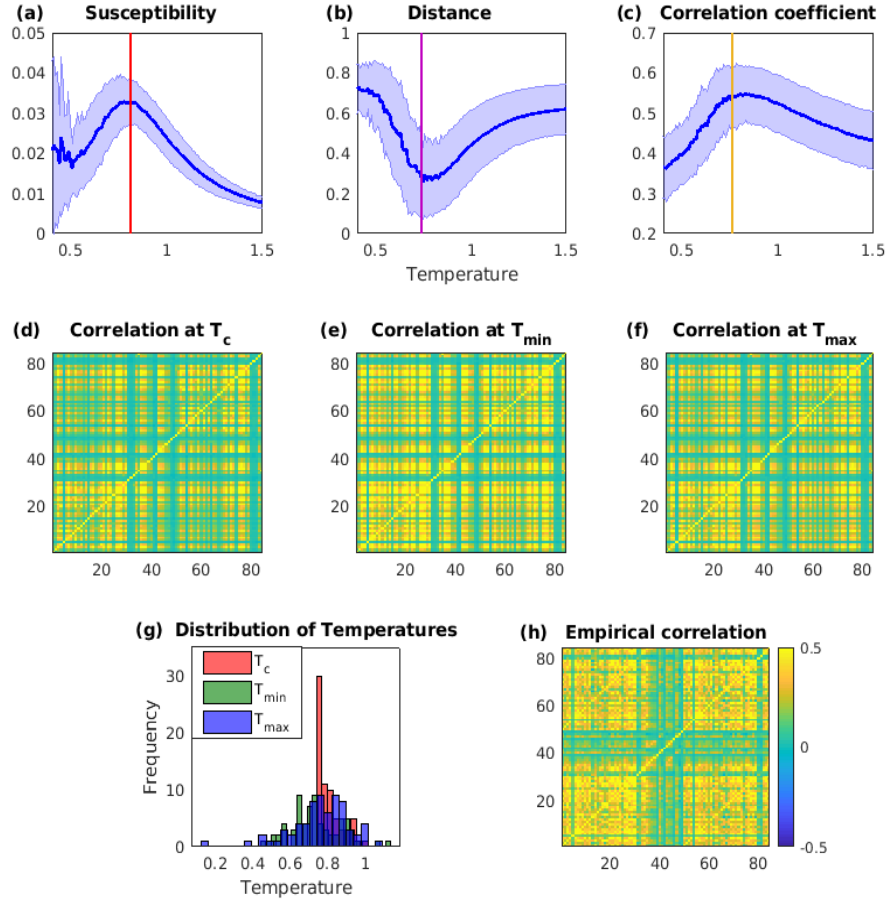 (a) Susceptibility
(b) Distance
(c) Correlation coefficient
0.05
0.04
0.03
0.02
0.01
0
0.5 1 1.5
1
0.8
0.6
0.4
0.2
0
0.5 1 1.5
0.7
0.6
0.5
0.4
0.3
0.2
0.5 1 1.5
Temperature
(d) Correlation at Tc
(e) Correlation at Tmin
(f) Correlation at Tmax
80
60
40
20
20 40 60 80
80
60
40
20
20 40 60 80
80
60
40
20
20 40 60 80
(g) Distribution of Temperatures
Tc
Tmin
Tmax
Frequency
30
20
10
0
0.2 0.4 0.6 0.8 1
Temperature
(h) Empirical correlation
80
60
40
20
20 40 60 80
0.5
0
-0.5